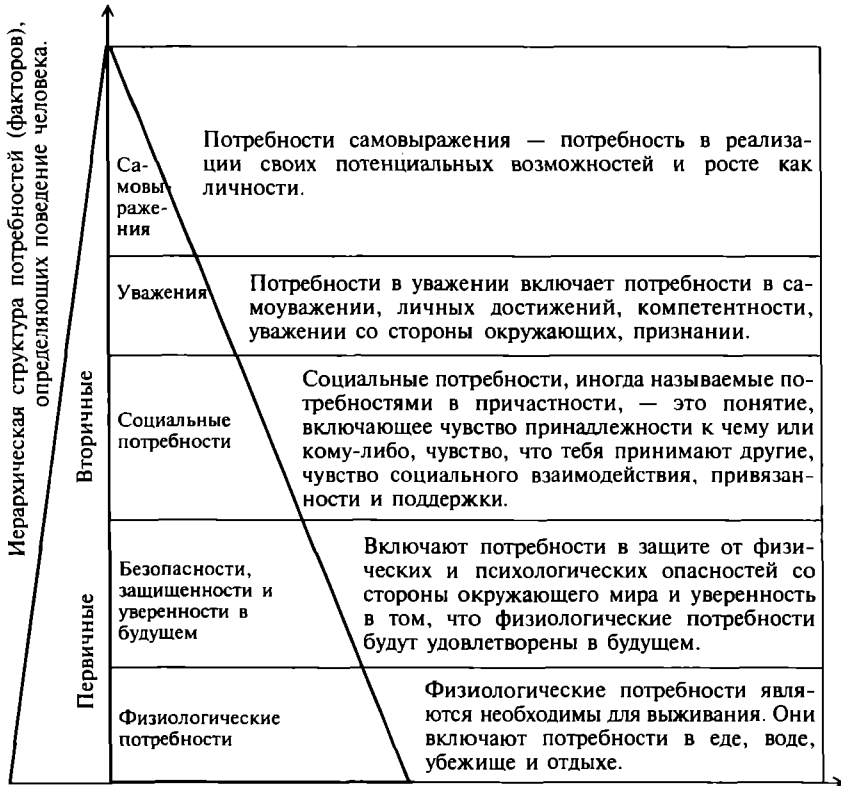 Иерархическая структура потребностей (факторов),
определяющих поведение человека.
Вторичные
Первичные
Са-
мовы-
раже-
ния
Потребности самовыражения — потребность в реализа-
ции своих потенциальных возможностей и росте как
личности.
Уважения
Потребности в уважении включает потребности в са-
моуважении, личных достижений, компетентности,
уважении со стороны окружающих, признании.
Социальные
потребности
Социальные потребности, иногда называемые по-
требностями в причастности, — это понятие,
включающее чувство принадлежности к чему или
кому-либо, чувство, что тебя принимают другие,
чувство социального взаимодействия, привязан-
ности и поддержки.
Безопасности,
защищенности и
уверенности в
будущем
Включают потребности в защите от физи-
ческих и психологических опасностей со
стороны окружающего мира и уверенность
в том, что физиологические потребности
будут удовлетворены в будущем.
Физиологические
потребности
Физиологические потребности явля-
ются необходимы для выживания. Они
включают потребности в еде, воде,
убежище и отдыхе.